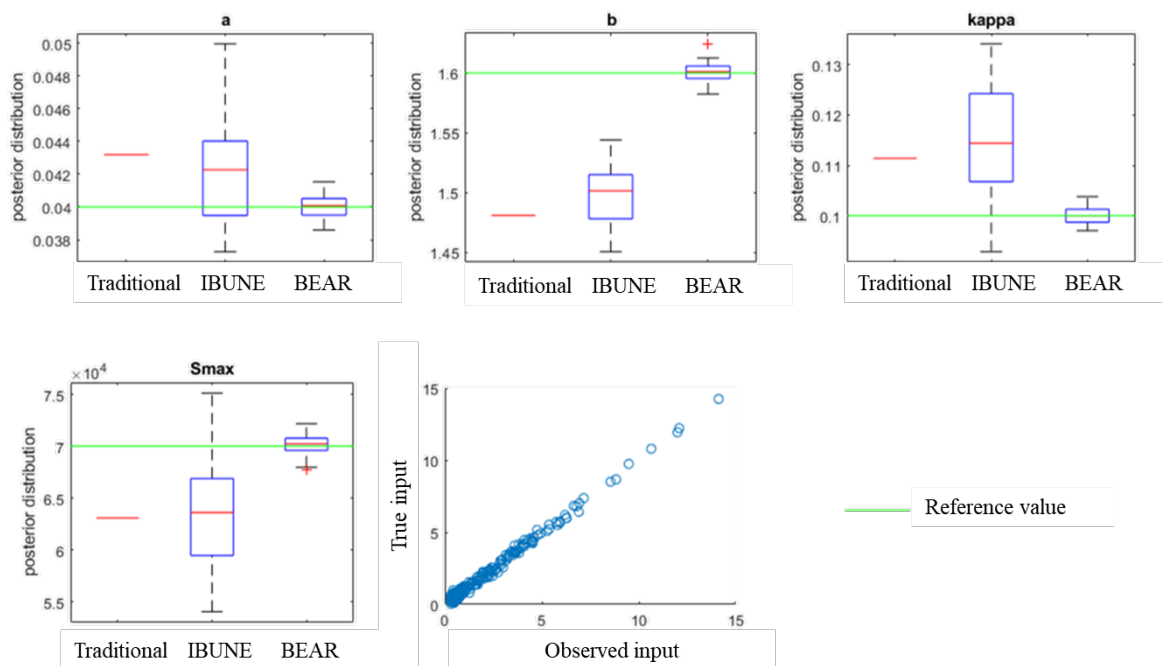 a
posterior distribution
0.05
0.048
0.046
0.044
0.042
0.04
0.038
Traditional IBUNE BEAR
b
posterior distribution
1.6
1.55
1.5
1.45
Traditional IBUNE BEAR
kappa
posterior distribution
0.13
0.12
0.11
0.1
Traditional IBUNE BEAR
Smax
× 10⁴
posterior distribution
7.5
7
6.5
6
5.5
Traditional IBUNE BEAR
True input
15
10
5
0
0 5 10 15
Observed input
Reference value